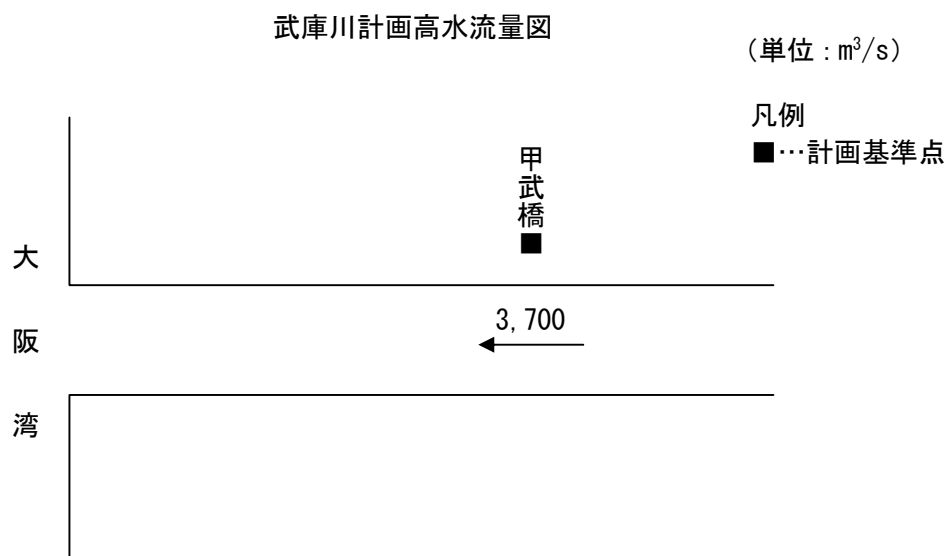 武庫川計画高水流量図
(単位:m³/s)
凡例
■…計画基準点
甲武橋
■
3,700
大阪湾